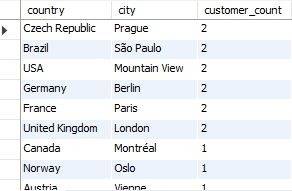 country city customer_count
Czech Republic Prague 2
Brazil São Paulo 2
USA Mountain View 2
Germany Berlin 2
France Paris 2
United Kingdom London 2
Canada Montréal 1
Norway Oslo 1
Austria Vienne 1